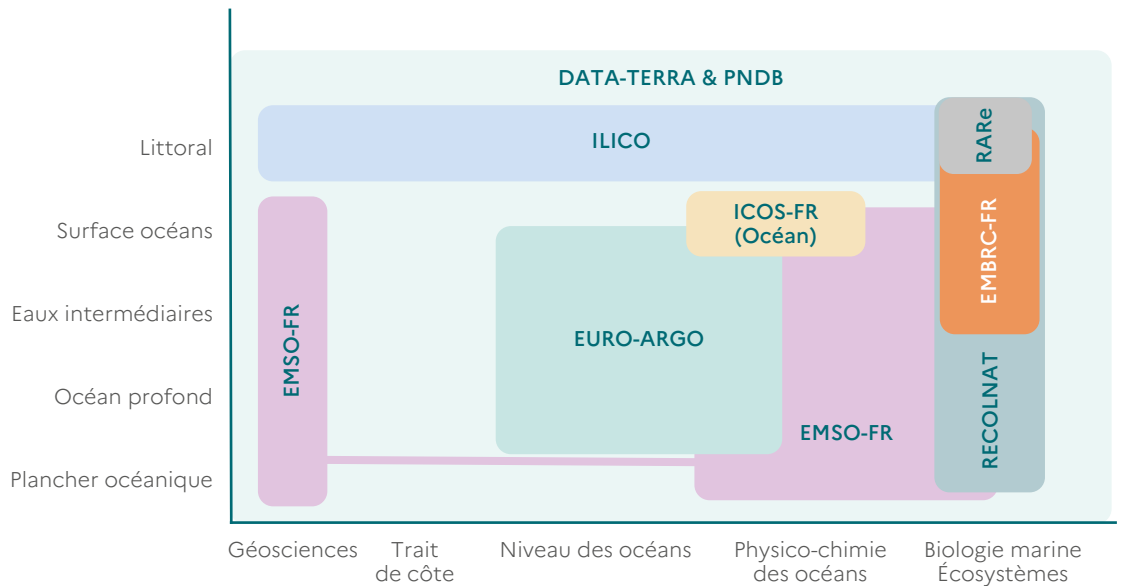 DATA-TERRA & PNDB
Littoral
ILICO
RARe
Surface océans
ICOS-FR
(Océan)
EMBRC-FR
Eaux intermédiaires
EMSO-FR
EURO-ARGO
Océan profond
EMSO-FR
RECOLNAT
Plancher océanique
Géosciences
Trait
de côte
Niveau des océans
Physico-chimie
des océans
Biologie marine
Écosystèmes